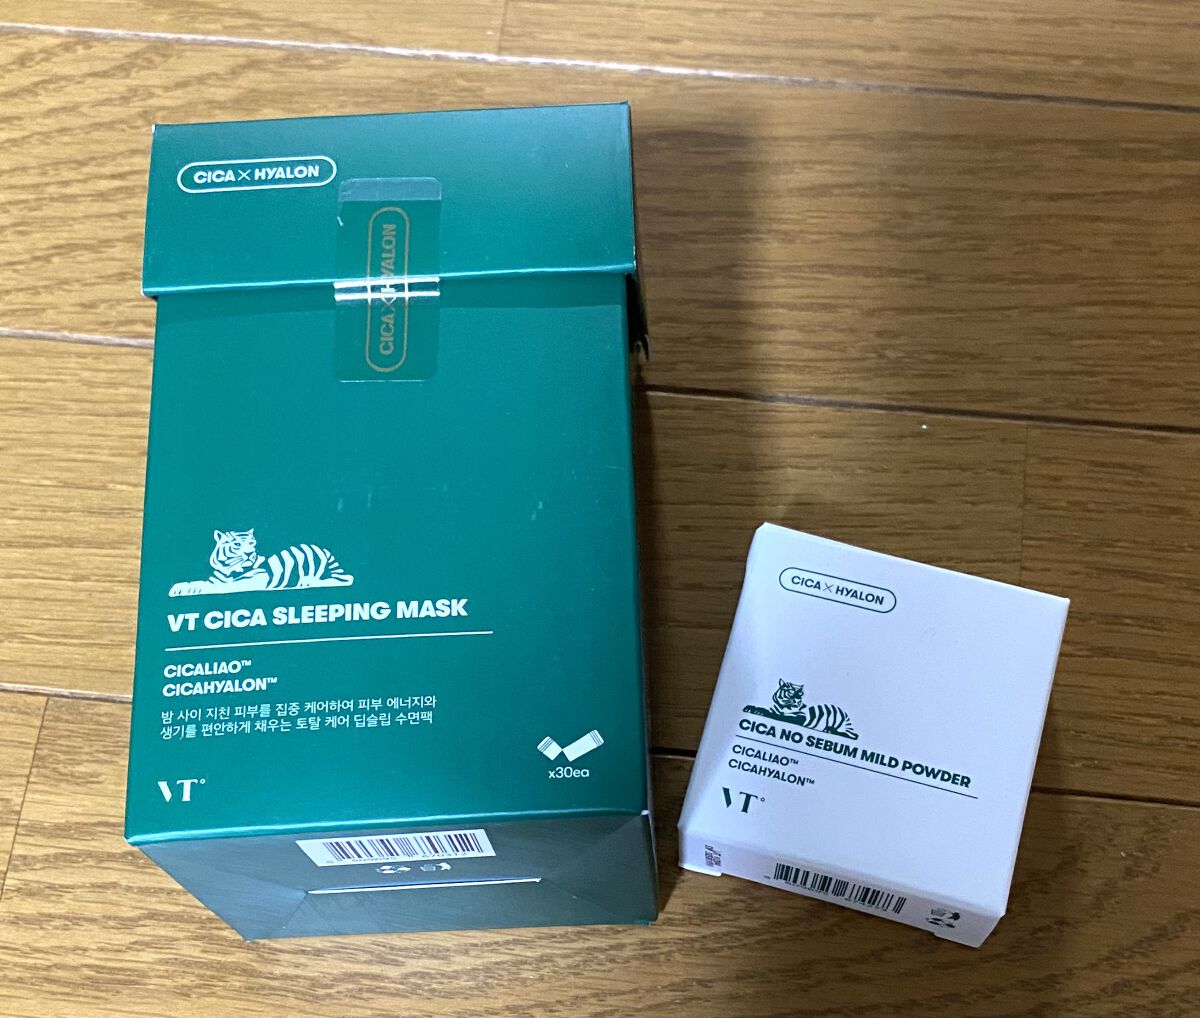 CICA×HYALON
CICA×HYALON
VT CICA SLEEPING MASK
CICALIAO™
CICAHYALON™
밤 사이 지친 피부를 집중 케어하여 피부 에너지와
생기를 편안하게 채우는 토탈 케어 딥슬립 수면팩
x30ea
VT°
CICA×HYALON
CICA NO SEBUM MILD POWDER
CICALIAO™
CICAHYALON™
VT°